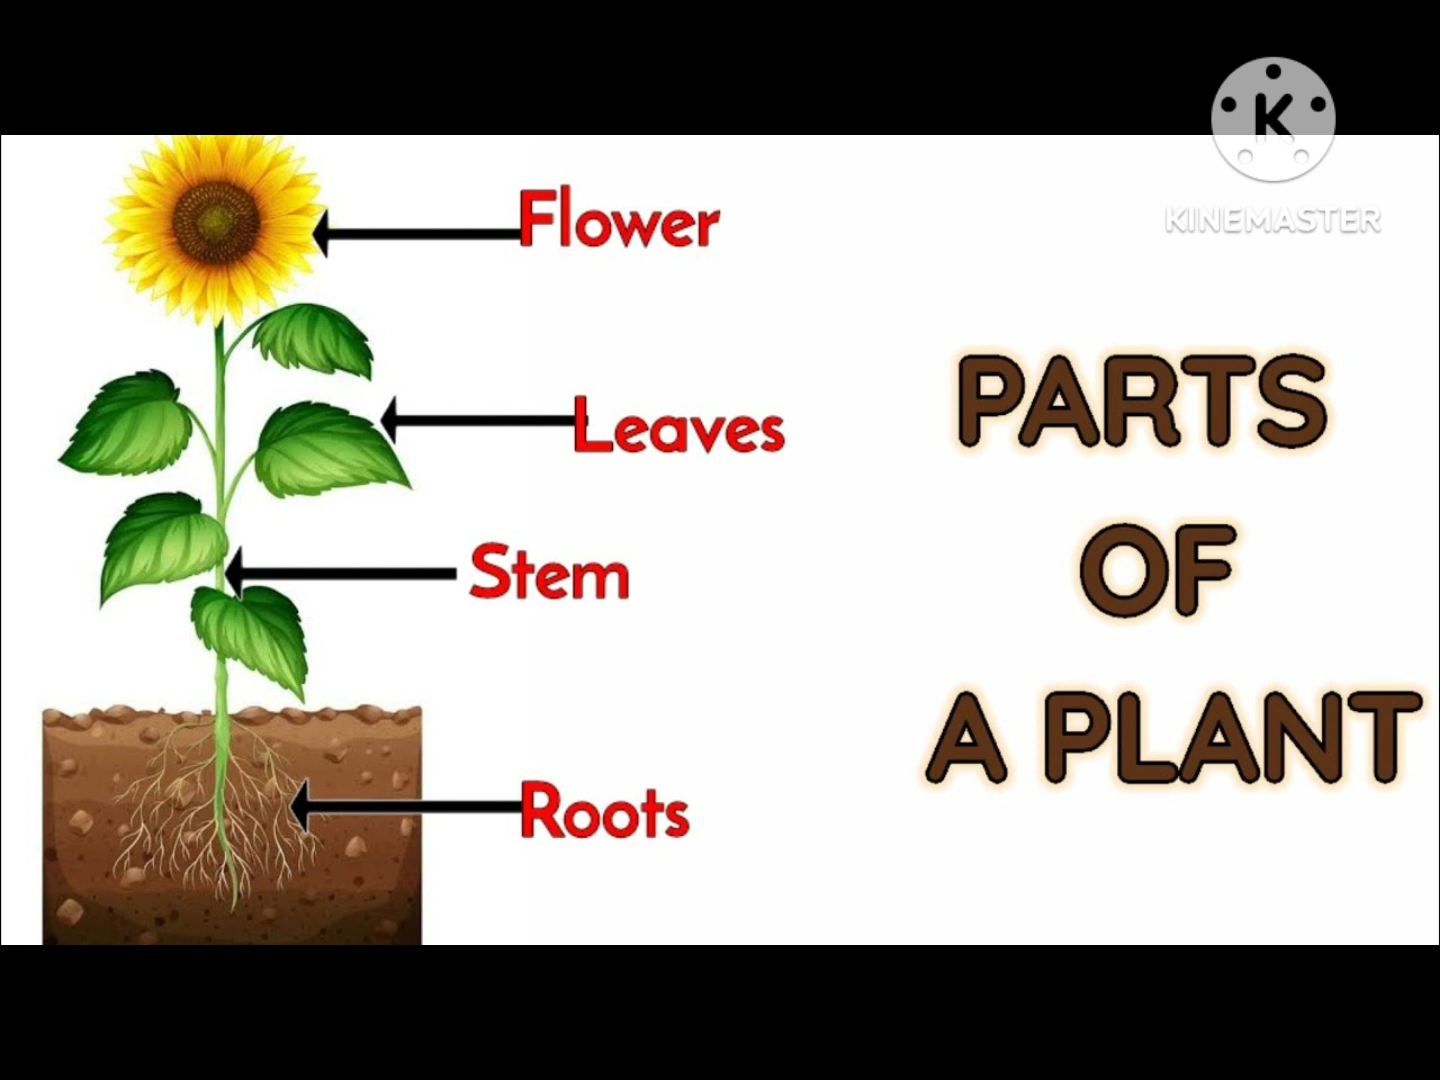 K
KINEMASTER
Flower
Leaves
Stem
Roots
PARTS
OF
A PLANT